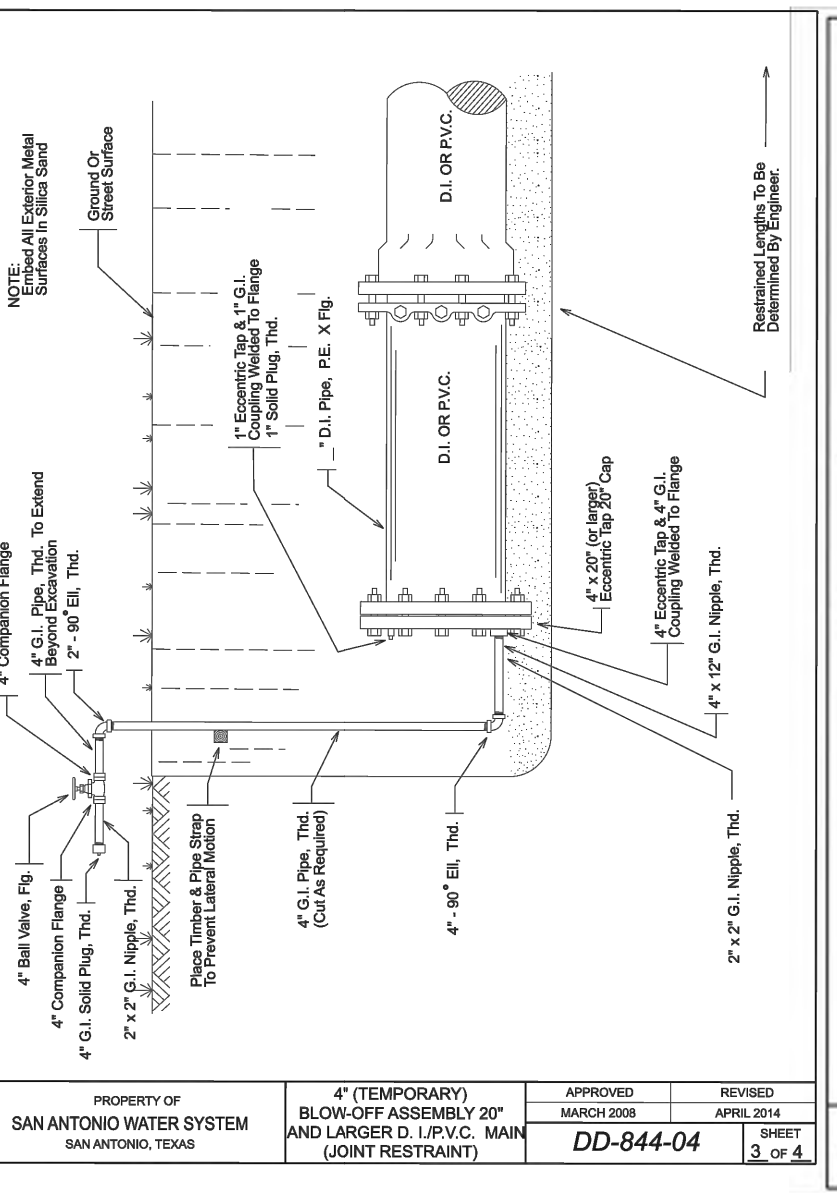 NOTE:
Embed All Exterior Metal
Surfaces In Silica Sand
Ground Or
Street Surface
4" Companion Flange
4" G.I. Pipe, Thd. To Extend
Beyond Excavation
2" - 90° Ell, Thd.
4" Ball Valve, Flg.
4" Companion Flange
4" G.I. Solid Plug, Thd.
2" x 2" G.I. Nipple, Thd.
Place Timber & Pipe Strap
To Prevent Lateral Motion
1" Eccentric Tap & 1" G.I.
Coupling Welded To Flange
1" Solid Plug, Thd.
_ " D.I. Pipe, P.E. X Flg.
4" G.I. Pipe, Thd.
(Cut As Required)
D.I. OR P.V.C.
D.I. OR P.V.C.
4" - 90° Ell, Thd.
4" x 20" (or larger)
Eccentric Tap 20" Cap
4" Eccentric Tap & 4" G.I.
Coupling Welded To Flange
4" x 12" G.I. Nipple, Thd.
2" x 2" G.I. Nipple, Thd.
Restrained Lengths To Be
Determined By Engineer.
PROPERTY OF
SAN ANTONIO WATER SYSTEM
SAN ANTONIO, TEXAS
4" (TEMPORARY)
BLOW-OFF ASSEMBLY 20"
AND LARGER D. I./P.V.C. MAIN
(JOINT RESTRAINT)
APPROVED
MARCH 2008
REVISED
APRIL 2014
DD-844-04
SHEET
3 OF 4